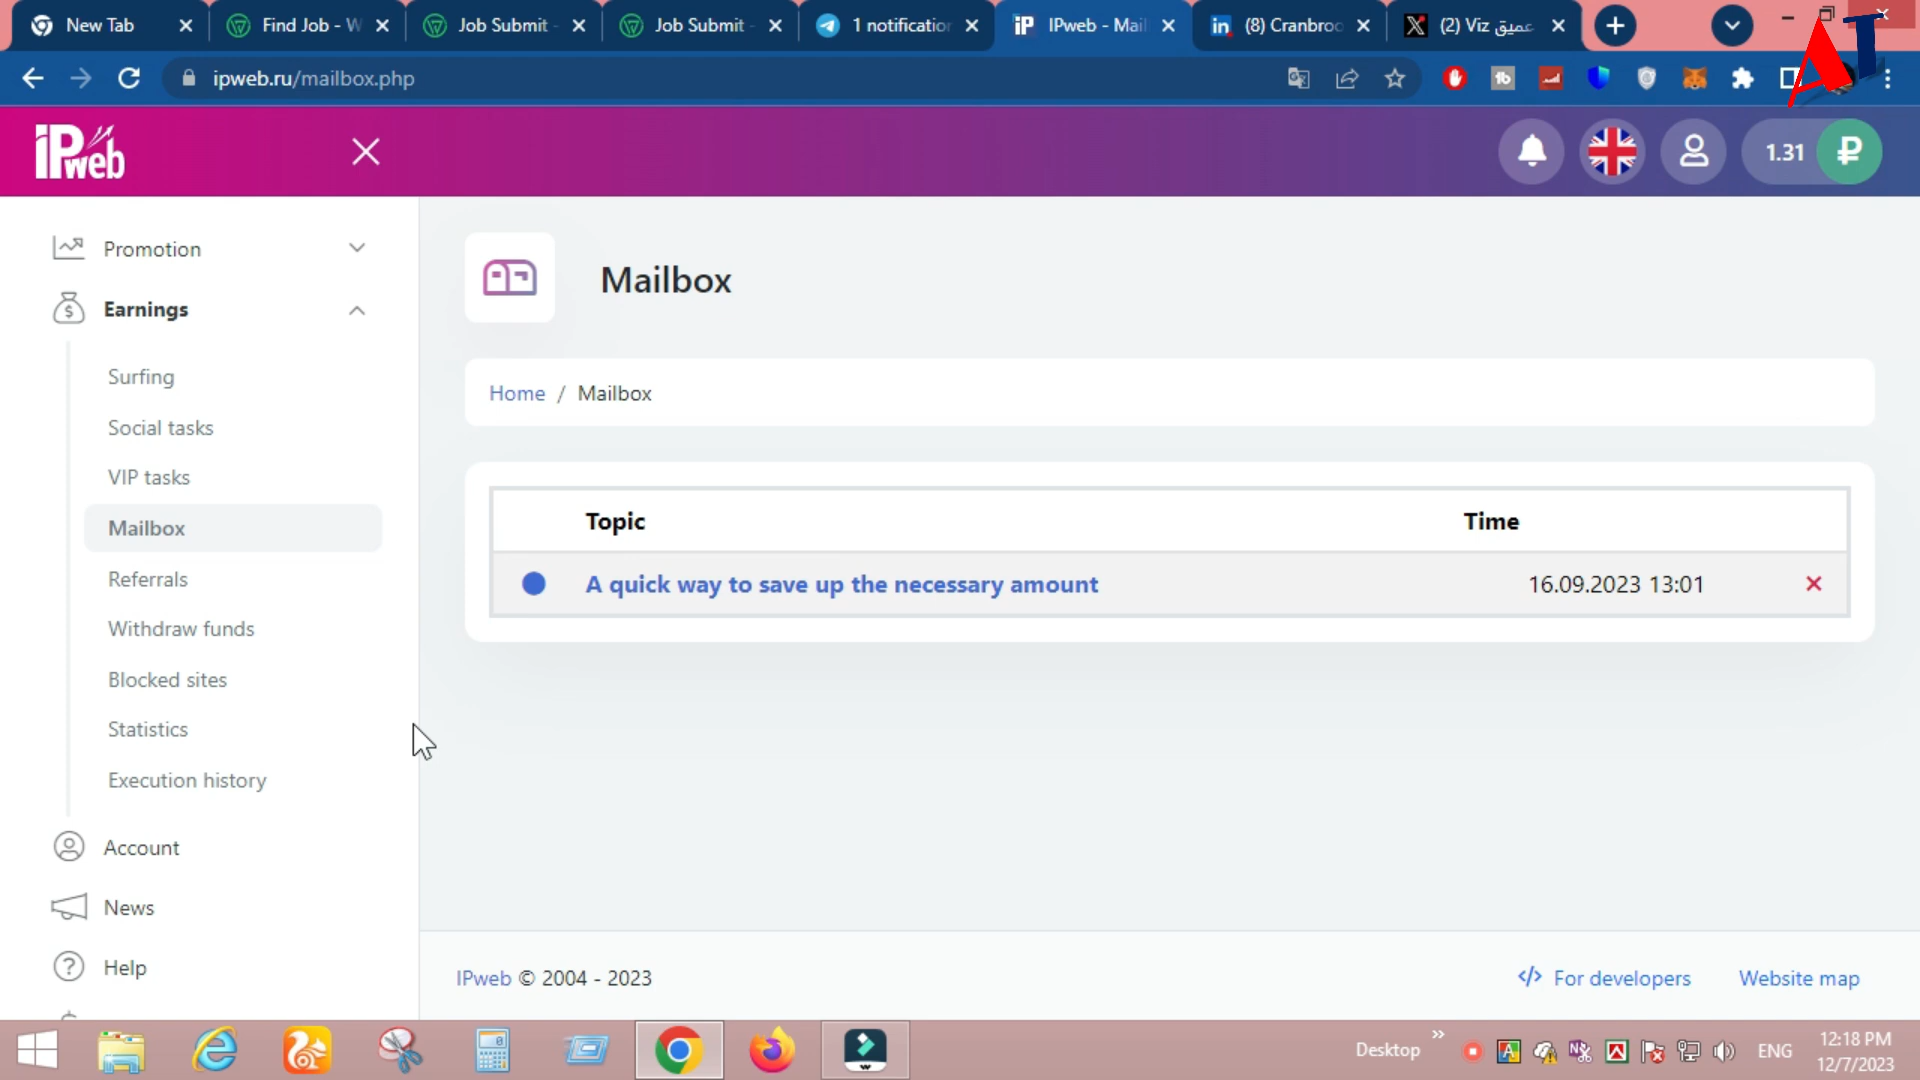 New Tab
Find Job - W
Job Submit -
Job Submit -
1 notification
IPweb - Mail
(8) Cranbroo
(2) Viz عميق
ipweb.ru/mailbox.php
AT
iPweb
1.31 ₽
Promotion
Earnings
Surfing
Social tasks
VIP tasks
Mailbox
Referrals
Withdraw funds
Blocked sites
Statistics
Execution history
Account
News
Help
Mailbox
Home / Mailbox
Topic Time
A quick way to save up the necessary amount 16.09.2023 13:01
IPweb © 2004 - 2023
</> For developers Website map
Desktop
ENG
12:18 PM
12/7/2023